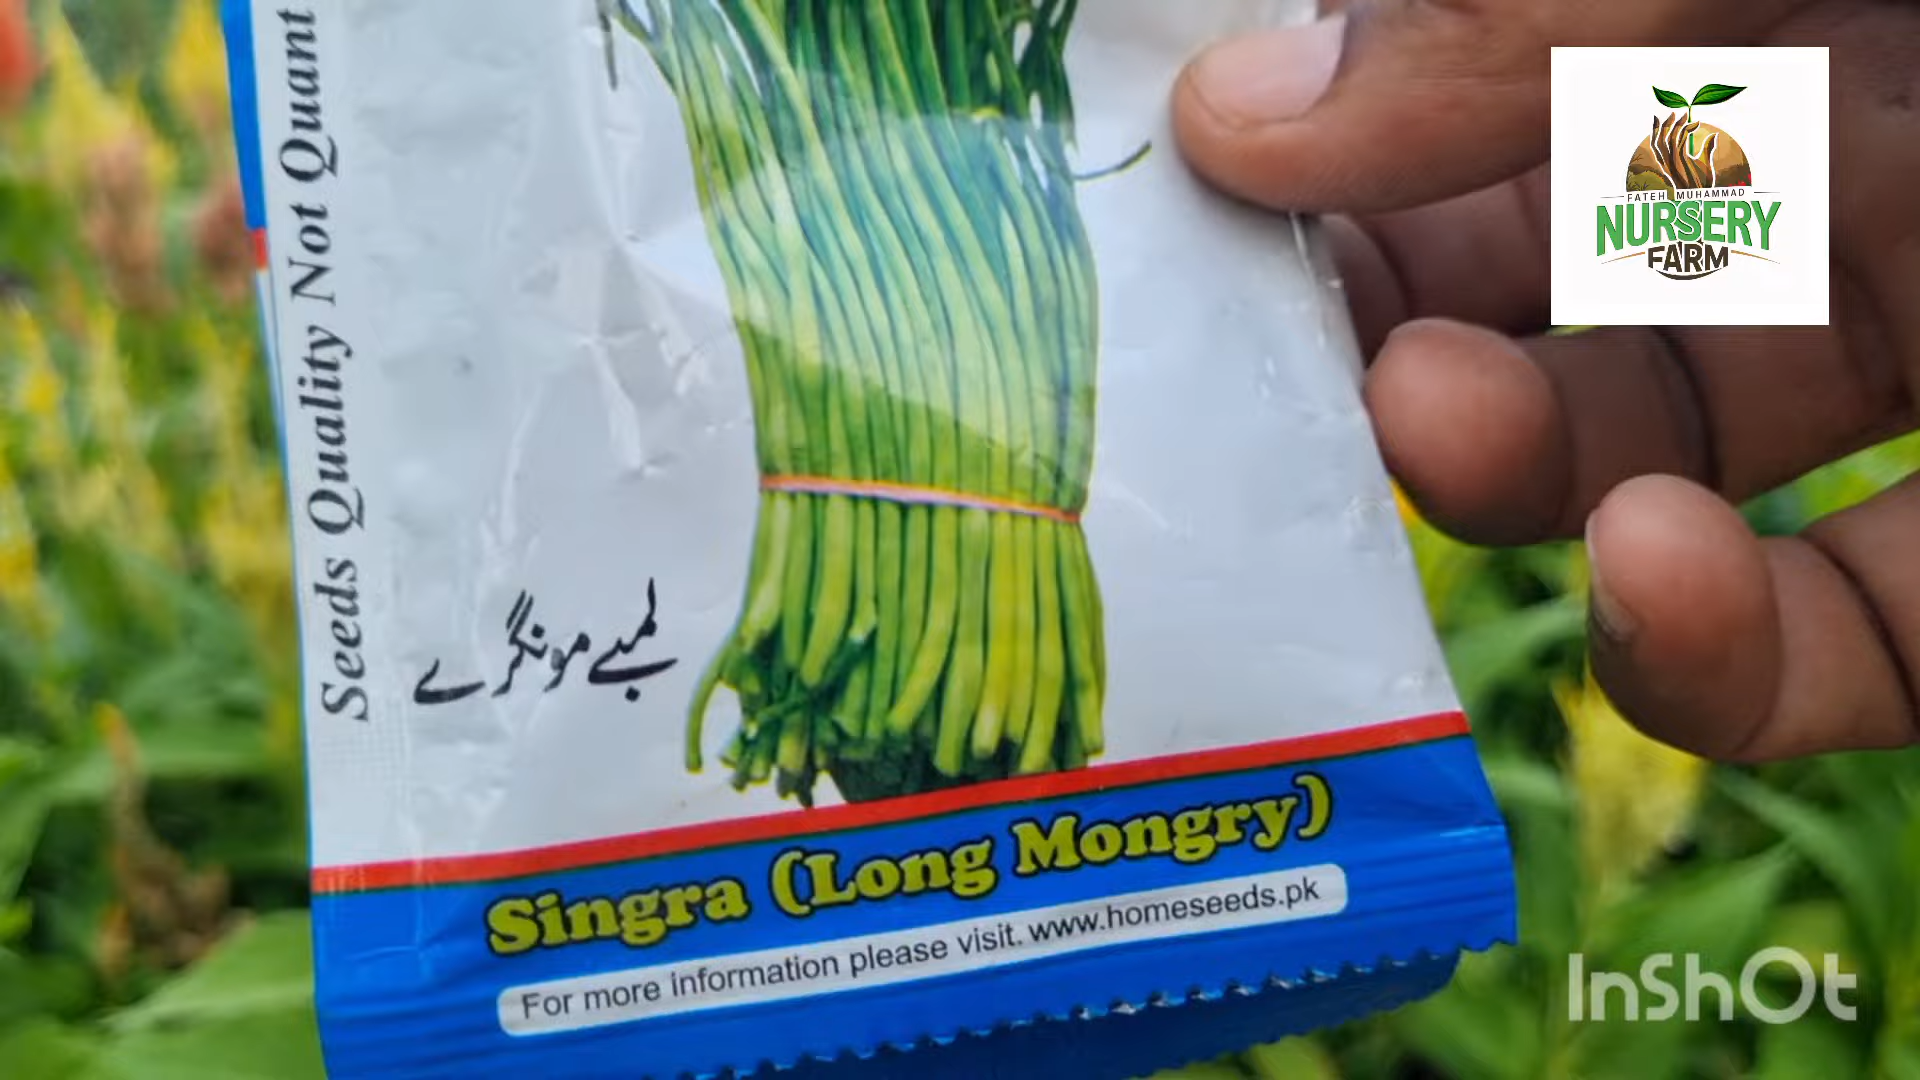 Seeds Quality Not Quant
لمبے مونگرے
Singra (Long Mongry)
For more information please visit. www.homeseeds.pk
FATEH MUHAMMAD
NURSERY
FARM
InShOt